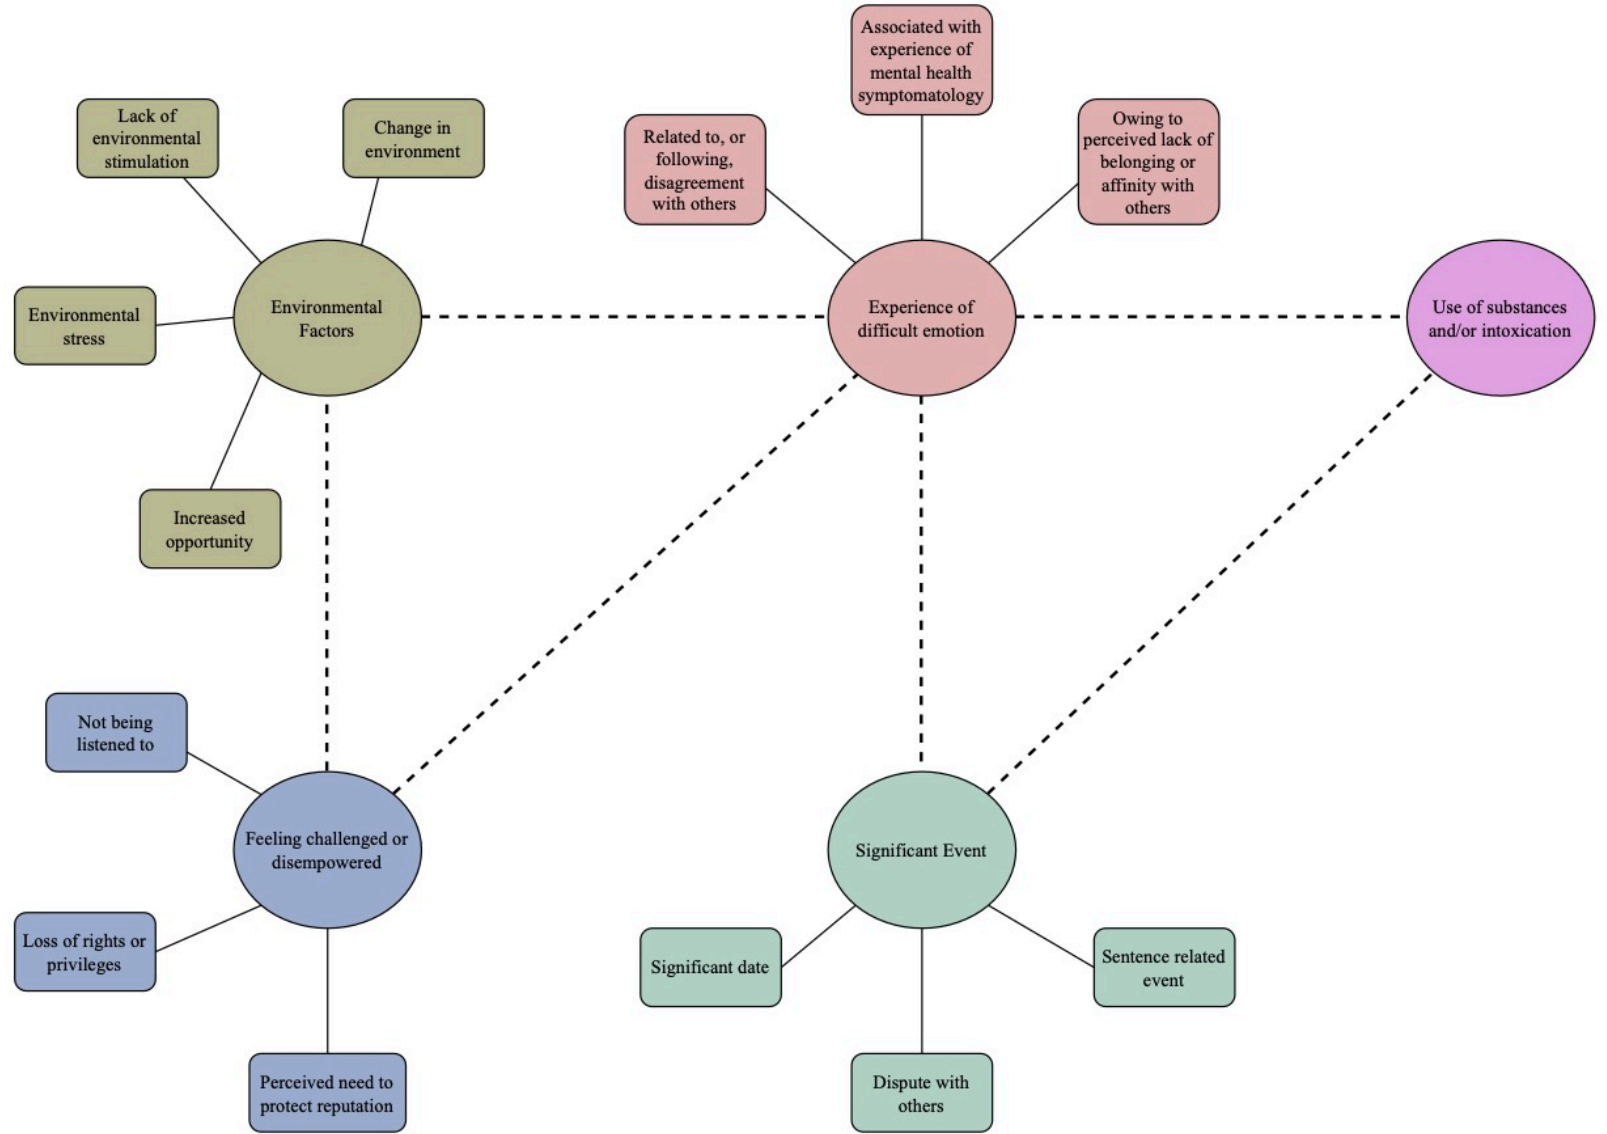 Associated with
experience of
mental health
symptomatology
Lack of
environmental
stimulation
Change in
environment
Related to, or
following,
disagreement
with others
Owing to
perceived lack of
belonging or
affinity with
others
Environmental
stress
Environmental
Factors
Experience of
difficult emotion
Use of substances
and/or intoxication
Increased
opportunity
Not being
listened to
Feeling challenged or
disempowered
Significant Event
Loss of rights or
privileges
Significant date
Sentence related
event
Perceived need to
protect reputation
Dispute with
others